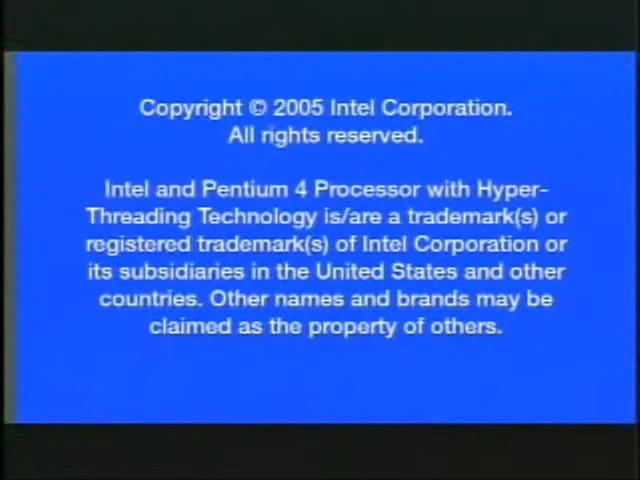 Copyright © 2005 Intel Corporation.
All rights reserved.
Intel and Pentium 4 Processor with Hyper-
Threading Technology is/are a trademark(s) or
registered trademark(s) of Intel Corporation or
its subsidiaries in the United States and other
countries. Other names and brands may be
claimed as the property of others.